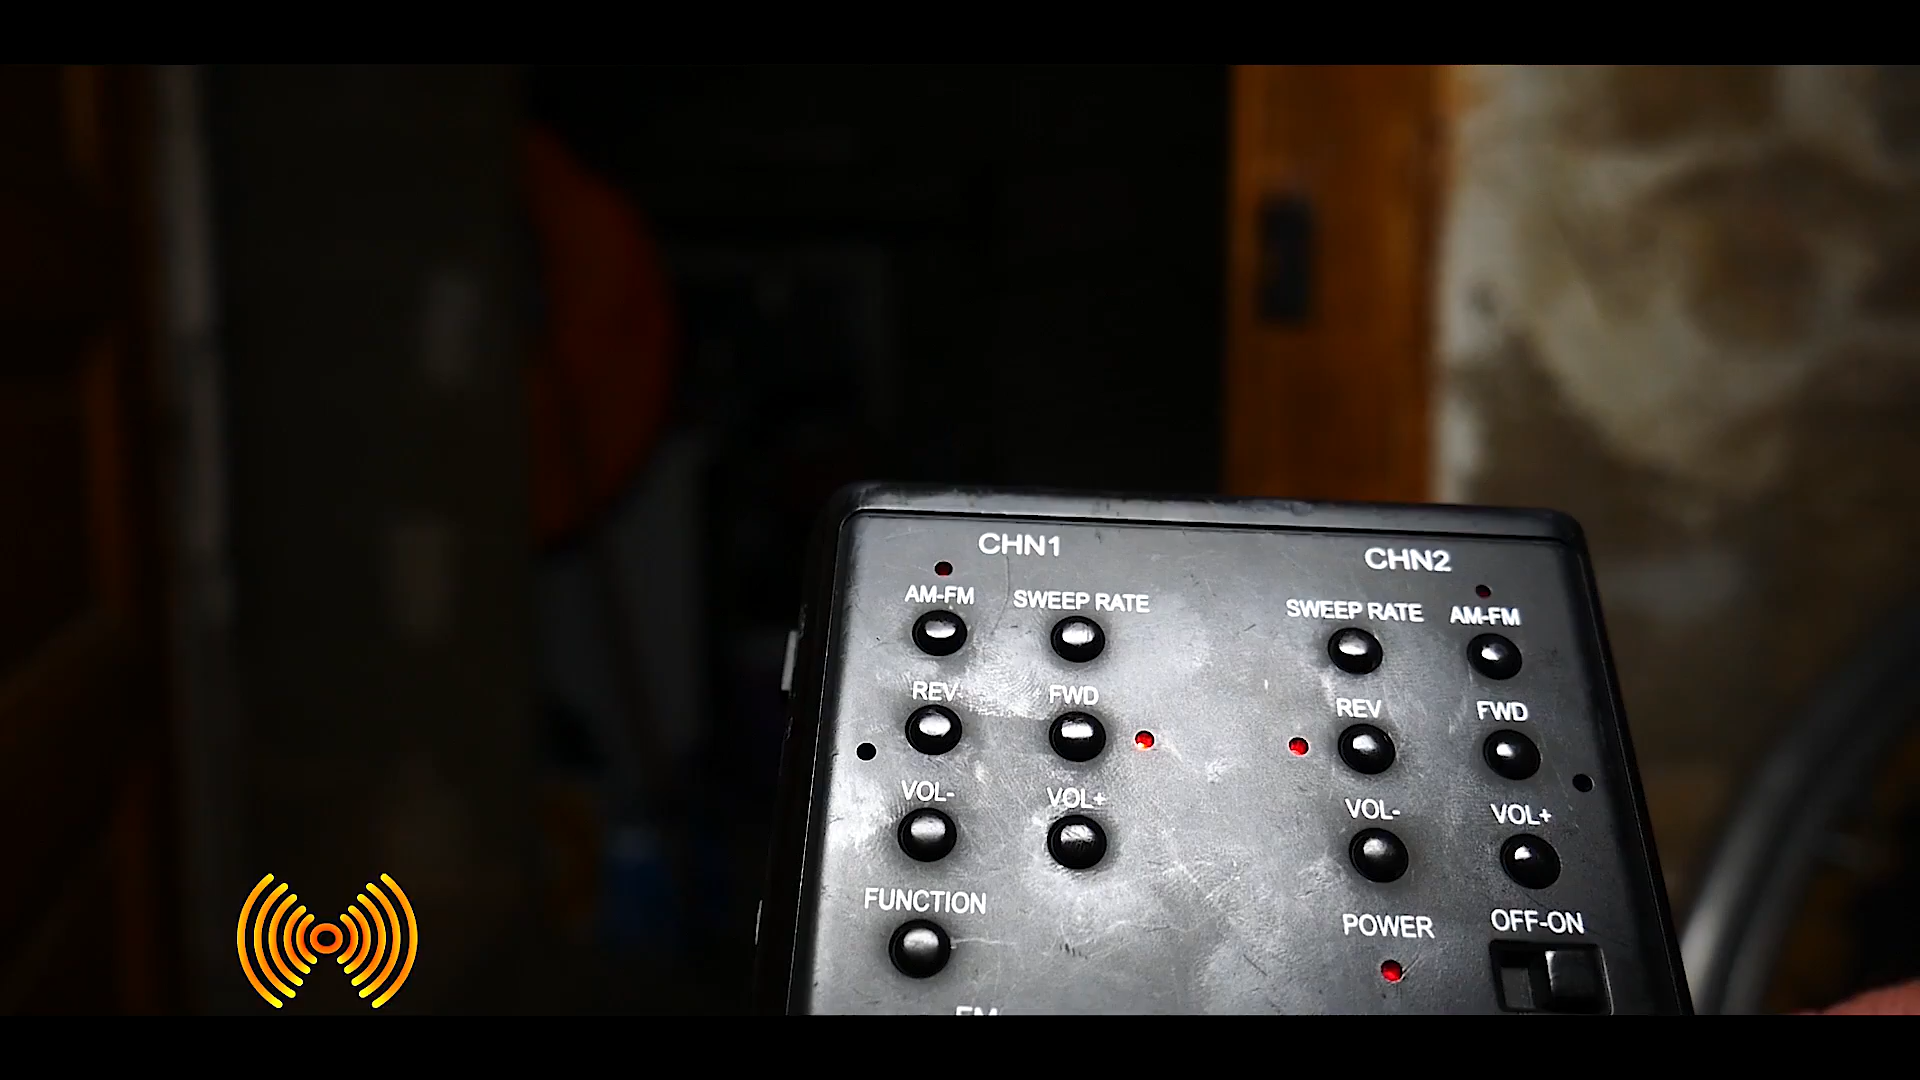 CHN1
CHN2
AM-FM SWEEP RATE
SWEEP RATE AM-FM
REV FWD
REV FWD
VOL- VOL+
VOL- VOL+
FUNCTION
POWER OFF-ON
FM